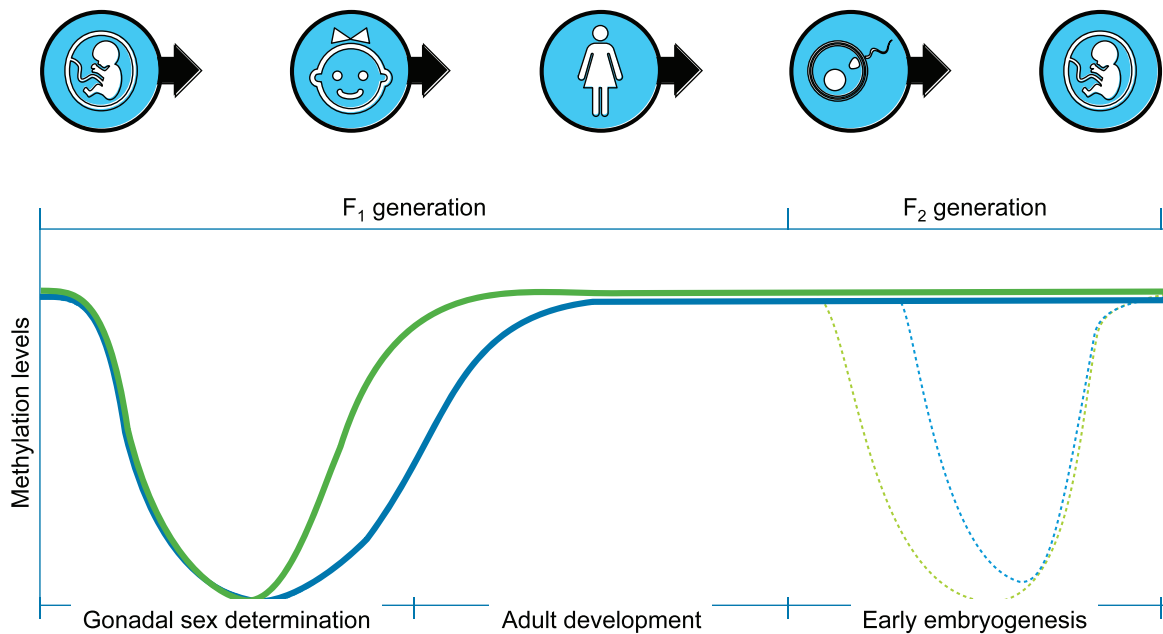 F₁ generation
F₂ generation
Methylation levels
Gonadal sex determination
Adult development
Early embryogenesis